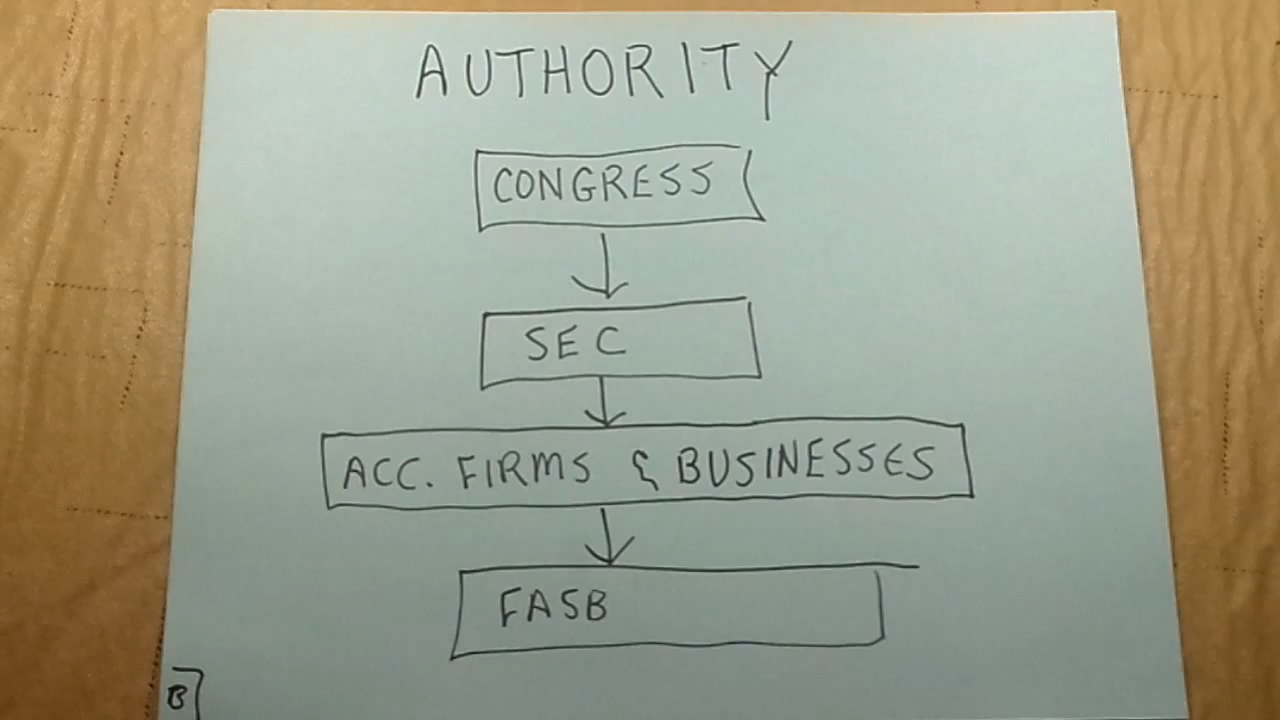 AUTHORITY
CONGRESS
SEC
ACC. FIRMS & BUSINESSES
FASB
B